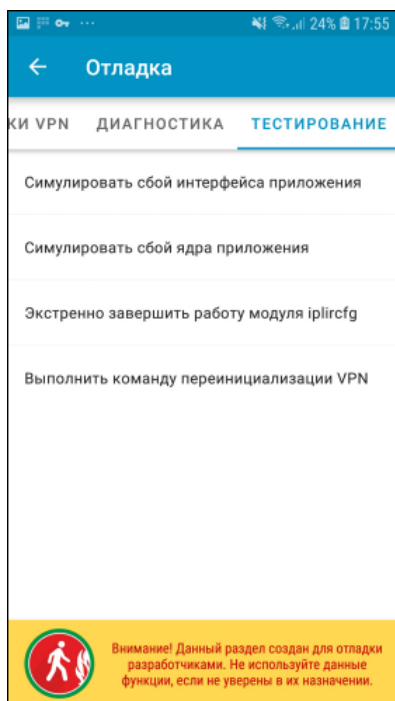 24% 17:55
Отладка
КИ VPN ДИАГНОСТИКА ТЕСТИРОВАНИЕ
Симулировать сбой интерфейса приложения
Симулировать сбой ядра приложения
Экстренно завершить работу модуля iplircfg
Выполнить команду переинициализации VPN
Внимание! Данный раздел создан для отладки
разработчиками. Не используйте данные
функции, если не уверены в их назначении.